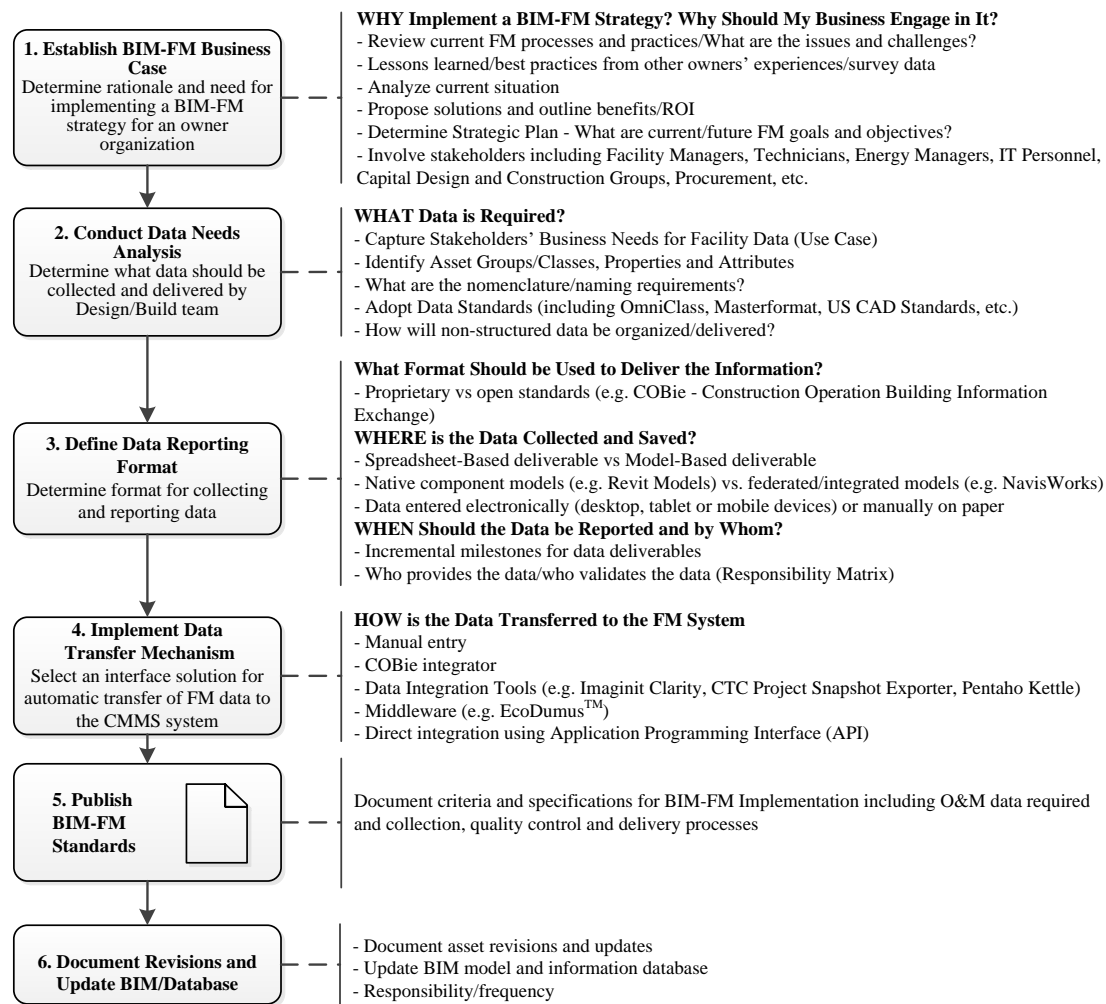 1. Establish BIM-FM Business
Case
Determine rationale and need for
implementing a BIM-FM
strategy for an owner
organization
WHY Implement a BIM-FM Strategy? Why Should My Business Engage in It?
- Review current FM processes and practices/What are the issues and challenges?
- Lessons learned/best practices from other owners’ experiences/survey data
- Analyze current situation
- Propose solutions and outline benefits/ROI
- Determine Strategic Plan - What are current/future FM goals and objectives?
- Involve stakeholders including Facility Managers, Technicians, Energy Managers, IT Personnel,
Capital Design and Construction Groups, Procurement, etc.
2. Conduct Data Needs
Analysis
Determine what data should be
collected and delivered by
Design/Build team
WHAT Data is Required?
- Capture Stakeholders’ Business Needs for Facility Data (Use Case)
- Identify Asset Groups/Classes, Properties and Attributes
- What are the nomenclature/naming requirements?
- Adopt Data Standards (including OmniClass, Masterformat, US CAD Standards, etc.)
- How will non-structured data be organized/delivered?
3. Define Data Reporting
Format
Determine format for collecting
and reporting data
What Format Should be Used to Deliver the Information?
- Proprietary vs open standards (e.g. COBie - Construction Operation Building Information
Exchange)
WHERE is the Data Collected and Saved?
- Spreadsheet-Based deliverable vs Model-Based deliverable
- Native component models (e.g. Revit Models) vs. federated/integrated models (e.g. NavisWorks)
- Data entered electronically (desktop, tablet or mobile devices) or manually on paper
WHEN Should the Data be Reported and by Whom?
- Incremental milestones for data deliverables
- Who provides the data/who validates the data (Responsibility Matrix)
4. Implement Data
Transfer Mechanism
Select an interface solution for
automatic transfer of FM data to
the CMMS system
HOW is the Data Transferred to the FM System
- Manual entry
- COBie integrator
- Data Integration Tools (e.g. Imaginit Clarity, CTC Project Snapshot Exporter, Pentaho Kettle)
- Middleware (e.g. EcoDumus™)
- Direct integration using Application Programming Interface (API)
5. Publish
BIM-FM
Standards
Document criteria and specifications for BIM-FM Implementation including O&M data required
and collection, quality control and delivery processes
6. Document Revisions and
Update BIM/Database
- Document asset revisions and updates
- Update BIM model and information database
- Responsibility/frequency